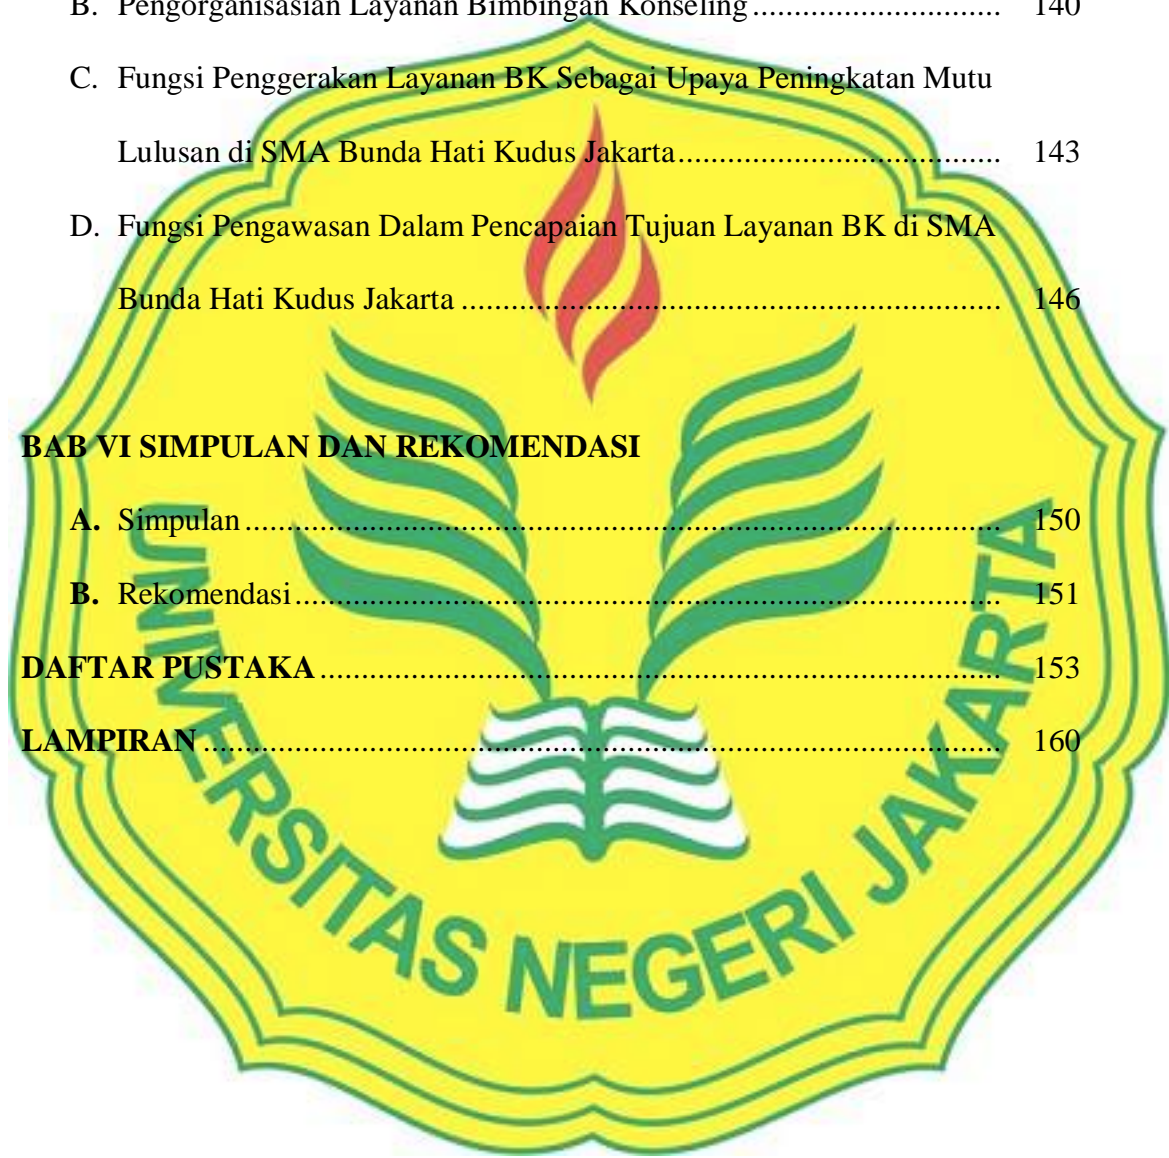 B. Pengorganisasian Layanan Bimbingan Konseling.............................. 140
C. Fungsi Penggerakan Layanan BK Sebagai Upaya Peningkatan Mutu
Lulusan di SMA Bunda Hati Kudus Jakarta....................................... 143
D. Fungsi Pengawasan Dalam Pencapaian Tujuan Layanan BK di SMA
Bunda Hati Kudus Jakarta ................................................................. 146
BAB VI SIMPULAN DAN REKOMENDASI
A. Simpulan ............................................................................................ 150
B. Rekomendasi...................................................................................... 151
DAFTAR PUSTAKA ................................................................................... 153
LAMPIRAN ................................................................................................. 160
UNIVERSITAS NEGERI JAKARTA